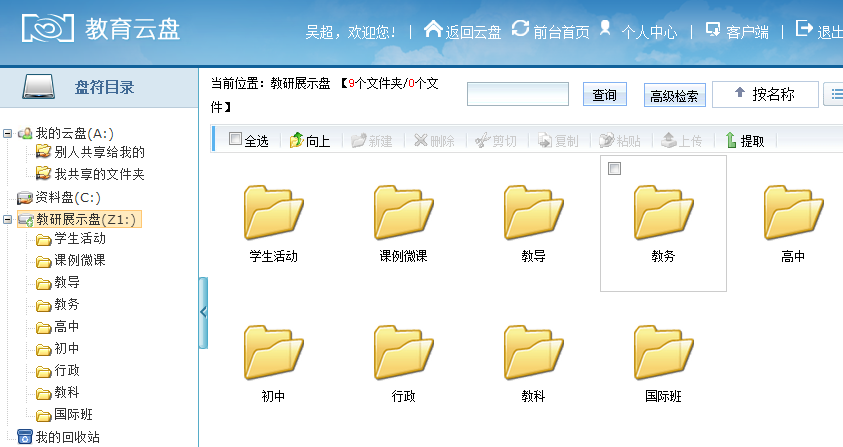 教育云盘
吴超，欢迎您！ | 返回云盘 前台首页 个人中心 | 客户端 | 退出
盘符目录
我的云盘(A:)
别人共享给我的
我共享的文件夹
资料盘(C:)
教研展示盘(Z1:)
学生活动
课例微课
教导
教务
高中
初中
行政
教科
国际班
我的回收站
当前位置：教研展示盘 【9个文件夹/0个文
件】
查询
高级检索
按名称
全选 向上 新建 删除 剪切 复制 粘贴 上传 提取
学生活动 课例微课 教导 教务 高中
初中 行政 教科 国际班